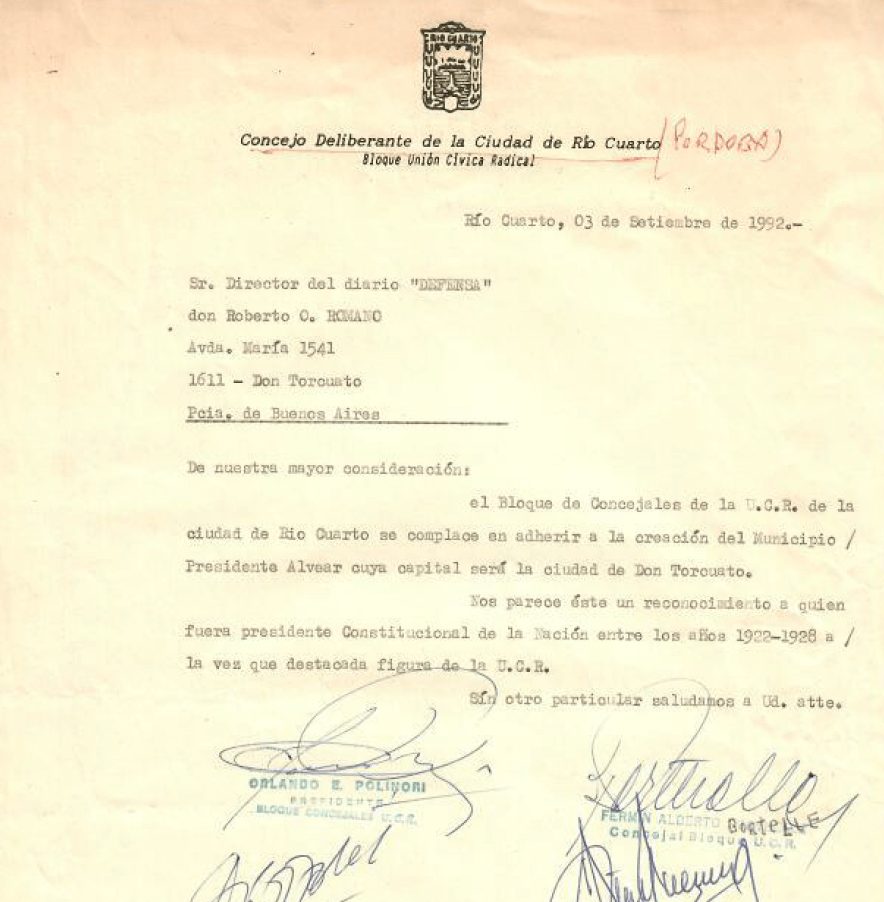 RIO CUARTO
Concejo Deliberante de la Ciudad de Río Cuarto (CORDOBA)
Bloque Unión Cívica Radical
Río Cuarto, 03 de Setiembre de 1992.-
Sr. Director del diario "DEFENSA"
don Roberto O. ROMANO
Avda. María 1541
1611 - Don Torcuato
Pcia. de Buenos Aires
De nuestra mayor consideración:
el Bloque de Concejales de la U.C.R. de la
ciudad de Rio Cuarto se complace en adherir a la creación del Municipio /
Presidente Alvear cuya capital será la ciudad de Don Torcuato.
Nos parece éste un reconocimiento a quien
fuera presidente Constitucional de la Nación entre los años 1922-1928 a /
la vez que destacada figura de la U.C.R.
Sín otro particular saludamos a Ud. atte.
ORLANDO E. POLINORI
PRESIDENTE
BLOQUE CONCEJALES U.C.R.
FERMIN ALBERTO
Concejal Bloque U.C.R.